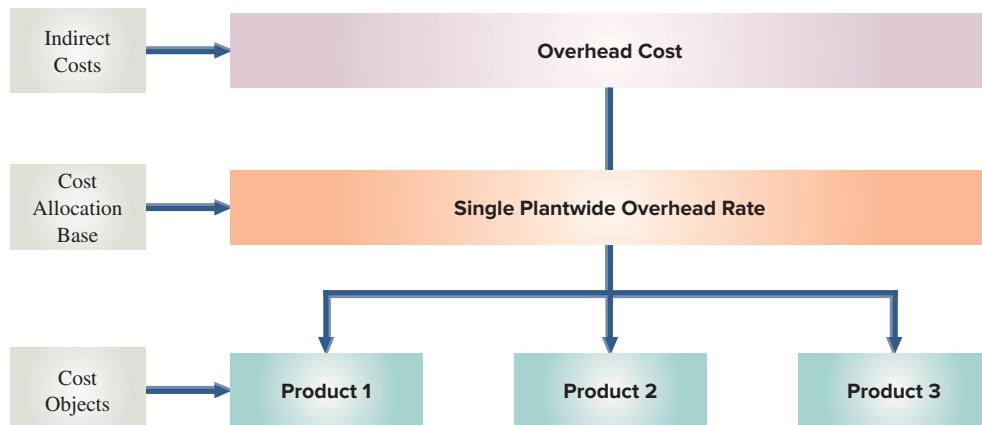 Indirect
Costs
Overhead Cost
Cost
Allocation
Base
Single Plantwide Overhead Rate
Cost
Objects
Product 1
Product 2
Product 3